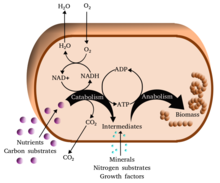 H₂O O₂
H₂O O₂
NAD+ NADH
ADP
Catabolism ATP Anabolism
CO₂
Biomass
Intermediates
Nutrients
Carbon substrates
CO₂
Minerals
Nitrogen substrates
Growth factors